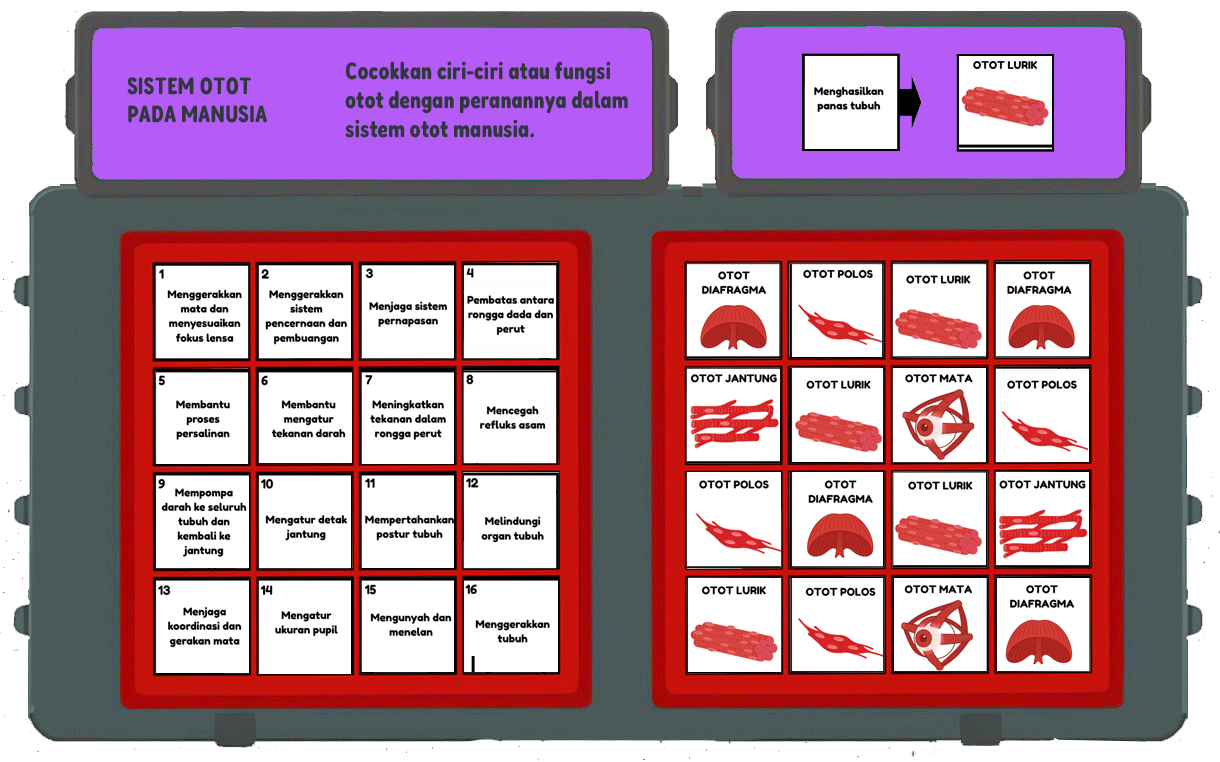 SISTEM OTOT
PADA MANUSIA
Cocokkan ciri-ciri atau fungsi
otot dengan peranannya dalam
sistem otot manusia.
Menghasilkan
panas tubuh
OTOT LURIK
1
Menggerakkan
mata dan
menyesuaikan
fokus lensa
2
Menggerakkan
sistem
pencernaan dan
pembuangan
3
Menjaga sistem
pernapasan
4
Pembatas antara
rongga dada dan
perut
5
Membantu
proses
persalinan
6
Membantu
mengatur
tekanan darah
7
Meningkatkan
tekanan dalam
rongga perut
8
Mencegah
refluks asam
9
Mempompa
darah ke seluruh
tubuh dan
kembali ke
jantung
10
Mengatur detak
jantung
11
Mempertahankan
postur tubuh
12
Melindungi
organ tubuh
13
Menjaga
koordinasi dan
gerakan mata
14
Mengatur
ukuran pupil
15
Mengunyah dan
menelan
16
Menggerakkan
tubuh
OTOT
DIAFRAGMA
OTOT POLOS
OTOT LURIK
OTOT
DIAFRAGMA
OTOT JANTUNG
OTOT LURIK
OTOT MATA
OTOT POLOS
OTOT POLOS
OTOT
DIAFRAGMA
OTOT LURIK
OTOT JANTUNG
OTOT LURIK
OTOT POLOS
OTOT MATA
OTOT
DIAFRAGMA